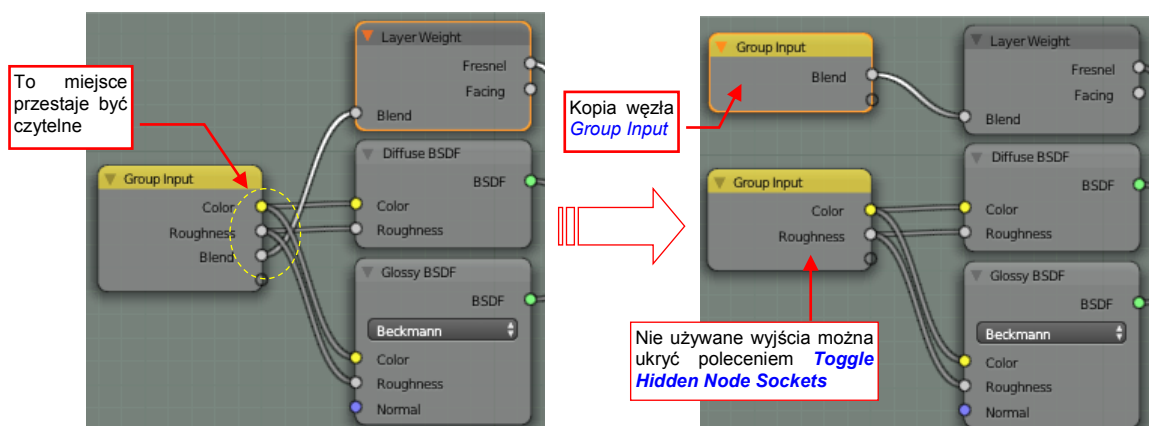 To miejsce
przestaje być
czytelne
Group Input
Color
Roughness
Blend
Layer Weight
Fresnel
Facing
Blend
Diffuse BSDF
BSDF
Color
Roughness
Glossy BSDF
BSDF
Beckmann
Color
Roughness
Normal
Kopia węzła
Group Input
Group Input
Blend
Group Input
Color
Roughness
Nie używane wyjścia można
ukryć poleceniem Toggle
Hidden Node Sockets
Layer Weight
Fresnel
Facing
Blend
Diffuse BSDF
BSDF
Color
Roughness
Glossy BSDF
BSDF
Beckmann
Color
Roughness
Normal